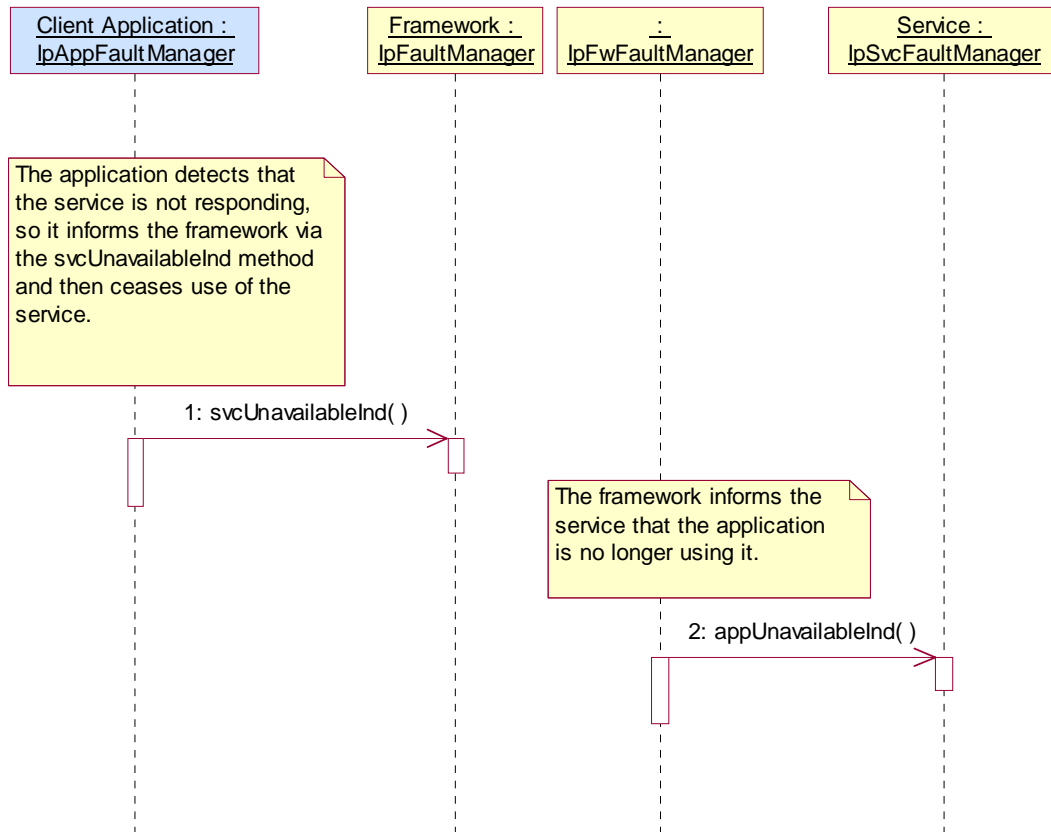 Client Application :
IpAppFaultManager
Framework :
IpFaultManager
:
IpFwFaultManager
Service :
IpSvcFaultManager
The application detects that
the service is not responding,
so it informs the framework via
the svcUnavailableInd method
and then ceases use of the
service.
1: svcUnavailableInd( )
The framework informs the
service that the application
is no longer using it.
2: appUnavailableInd( )